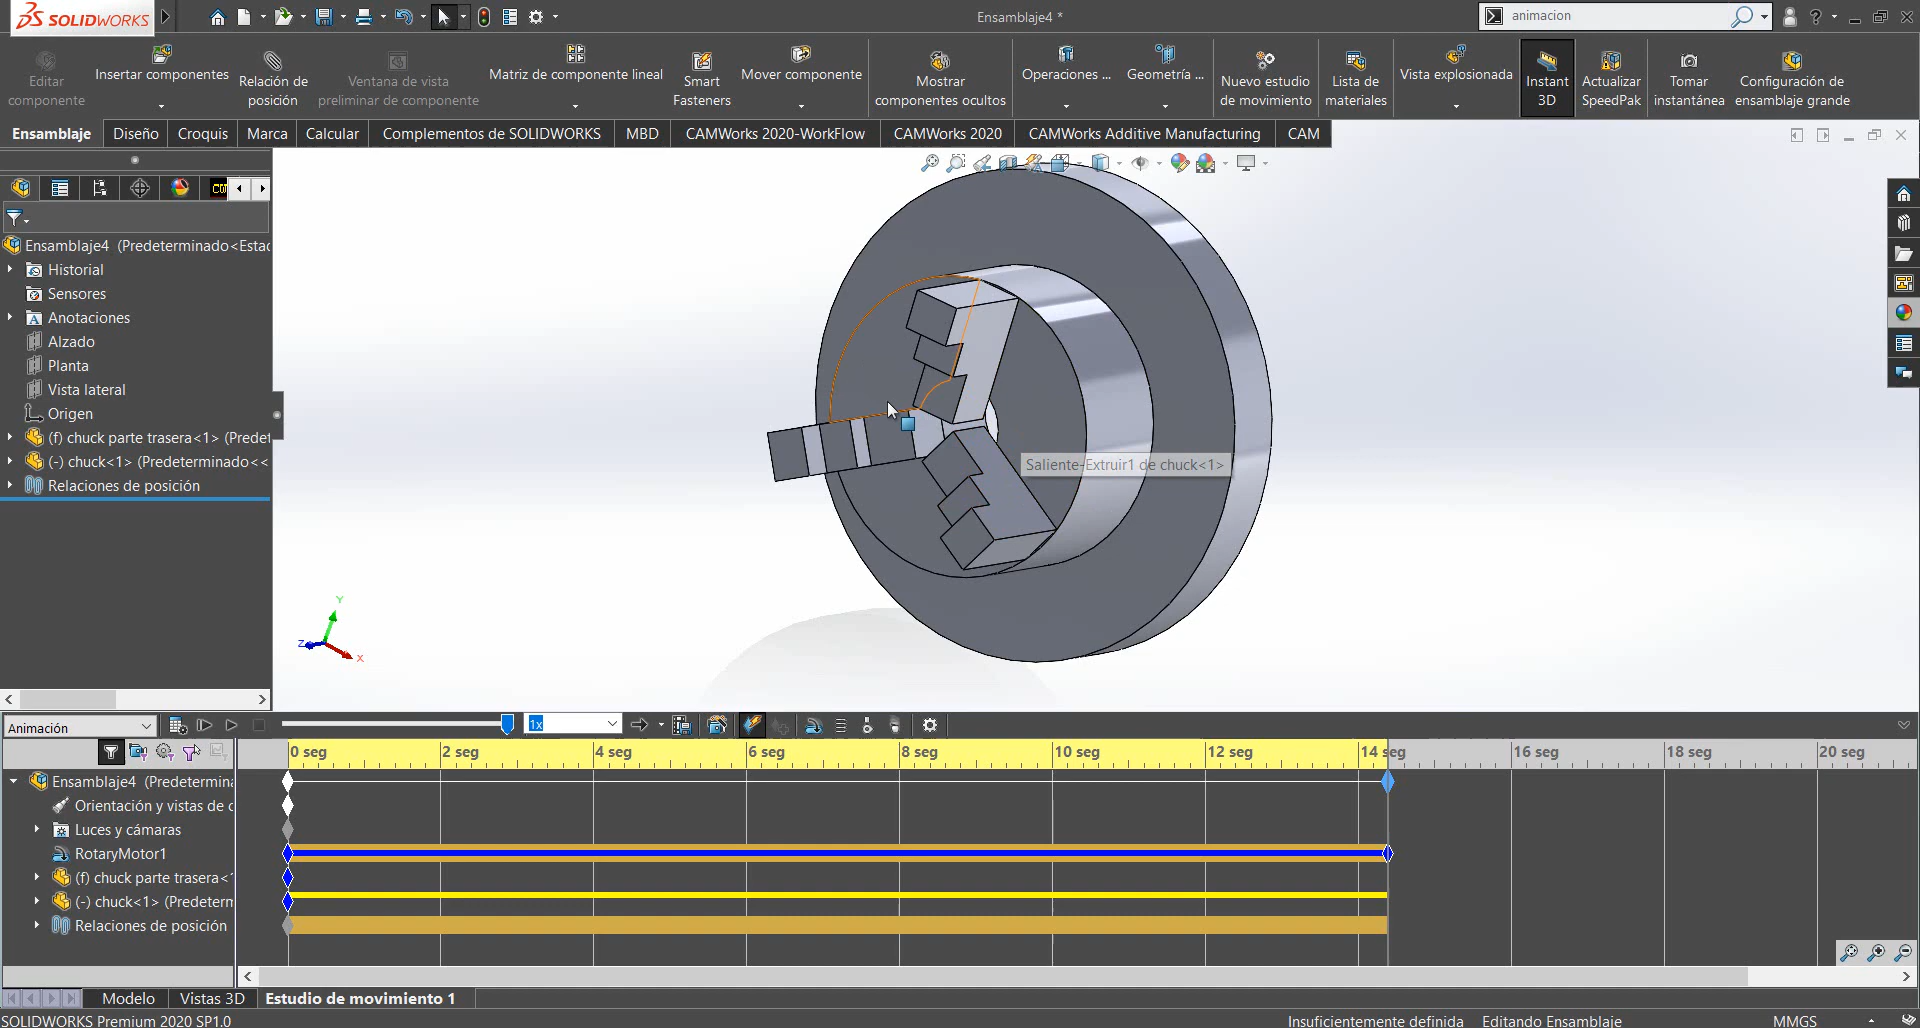 SOLIDWORKS
Ensamblaje4 *
animacion
Editar componente
Insertar componentes
Relación de posición
Ventana de vista preliminar de componente
Matriz de componente lineal
Smart Fasteners
Mover componente
Mostrar componentes ocultos
Operaciones ...
Geometría ...
Nuevo estudio de movimiento
Lista de materiales
Vista explosionada
Instant 3D
Actualizar SpeedPak
Tomar instantánea
Configuración de ensamblaje grande
Ensamblaje
Diseño
Croquis
Marca
Calcular
Complementos de SOLIDWORKS
MBD
CAMWorks 2020-WorkFlow
CAMWorks 2020
CAMWorks Additive Manufacturing
CAM
Ensamblaje4 (Predeterminado<Estad
Historial
Sensores
Anotaciones
Alzado
Planta
Vista lateral
Origen
(f) chuck parte trasera<1> (Predet
(-) chuck<1> (Predeterminado<<
Relaciones de posición
Saliente-Extruir1 de chuck<1>
Y
Z
X
Animación
1x
0 seg
2 seg
4 seg
6 seg
8 seg
10 seg
12 seg
14 seg
16 seg
18 seg
20 seg
Ensamblaje4 (Predetermina
Orientación y vistas de c
Luces y cámaras
RotaryMotor1
(f) chuck parte trasera<
(-) chuck<1> (Predeterm
Relaciones de posición
Modelo
Vistas 3D
Estudio de movimiento 1
SOLIDWORKS Premium 2020 SP1.0
Insuficientemente definida
Editando Ensamblaje
MMGS